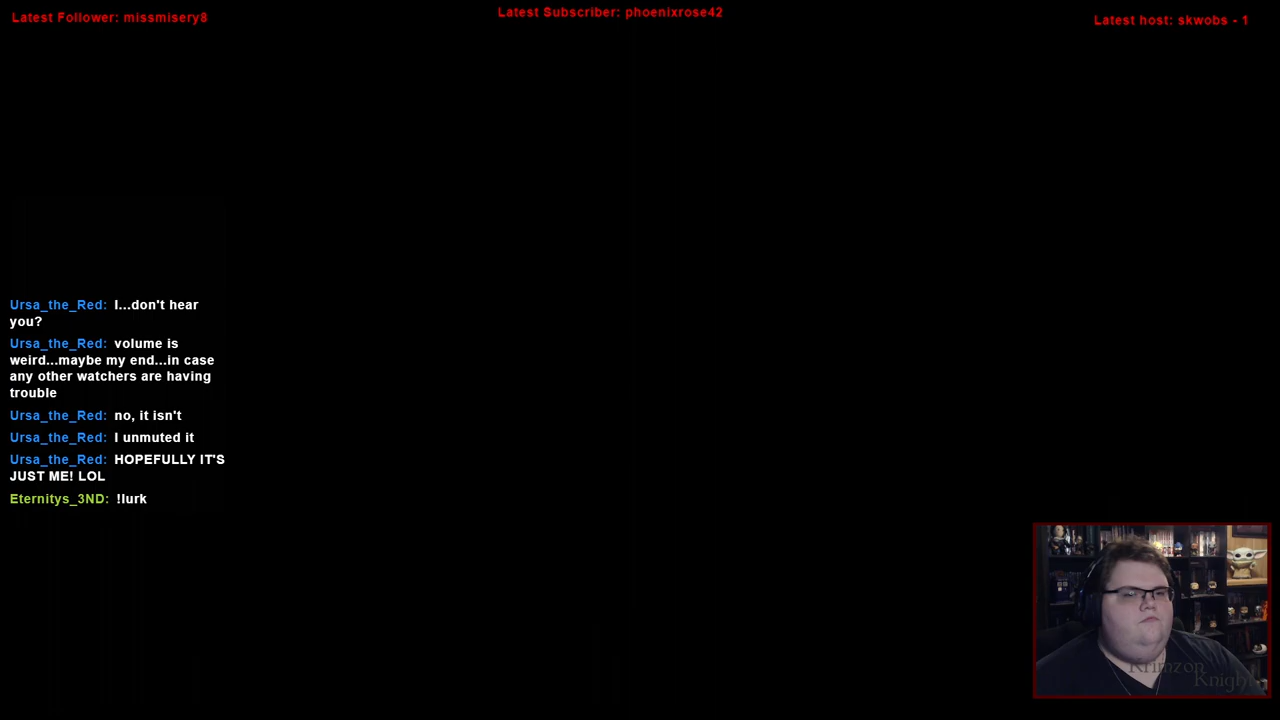 Latest Follower: missmisery8
Latest Subscriber: phoenixrose42
Latest host: skwobs - 1
Ursa_the_Red: I...don't hear
you?
Ursa_the_Red: volume is
weird...maybe my end...in case
any other watchers are having
trouble
Ursa_the_Red: no, it isn't
Ursa_the_Red: I unmuted it
Ursa_the_Red: HOPEFULLY IT'S
JUST ME! LOL
Eternitys_3ND: !lurk
Krimzon
Knight